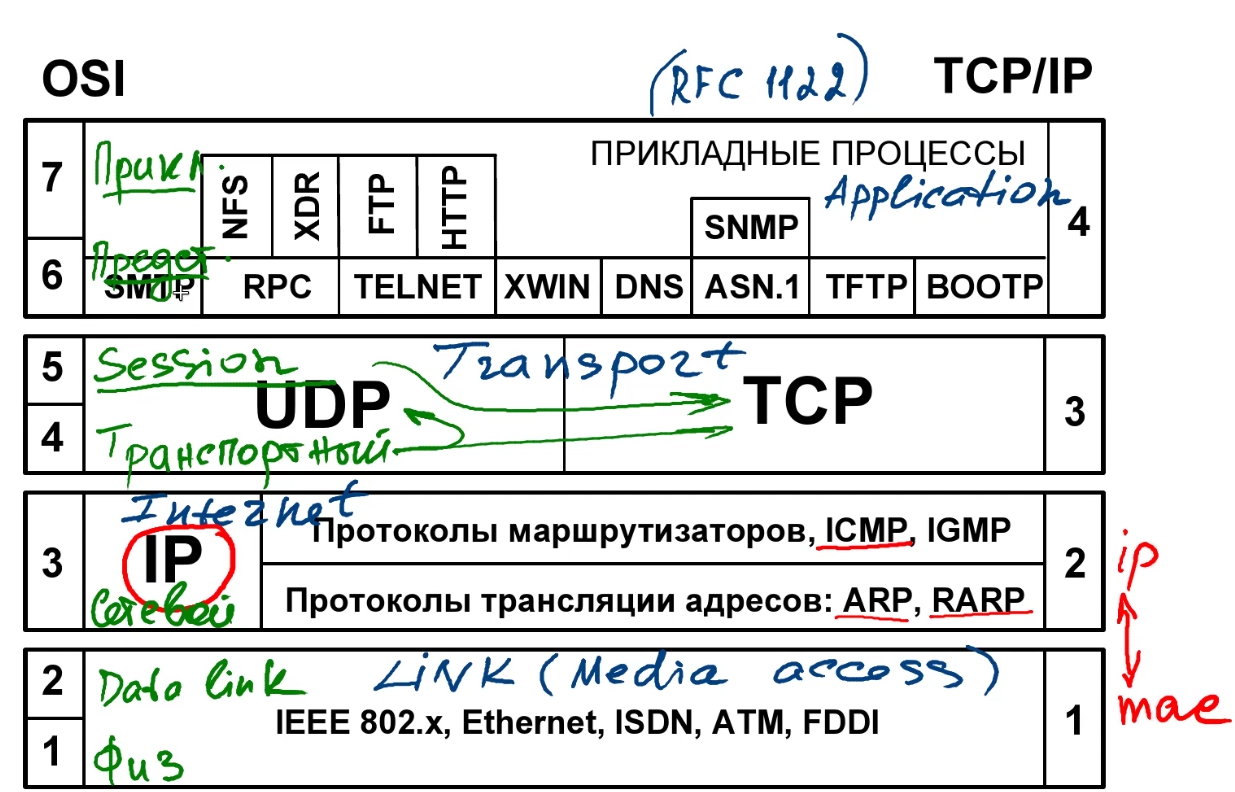 OSI (RFC 1122) TCP/IP
7 Прикл. ПРИКЛАДНЫЕ ПРОЦЕССЫ
NFS XDR FTP HTTP Application
SNMP 4
6 Предст.
SMTP RPC TELNET XWIN DNS ASN.1 TFTP BOOTP
5 Session Transport
UDP TCP 3
4 Транспортный
Internet
3 IP Протоколы маршрутизаторов, ICMP, IGMP 2 ip
Сетевой Протоколы трансляции адресов: ARP, RARP
2 Data link LINK (Media access)
IEEE 802.x, Ethernet, ISDN, ATM, FDDI 1 mac
1 Физ